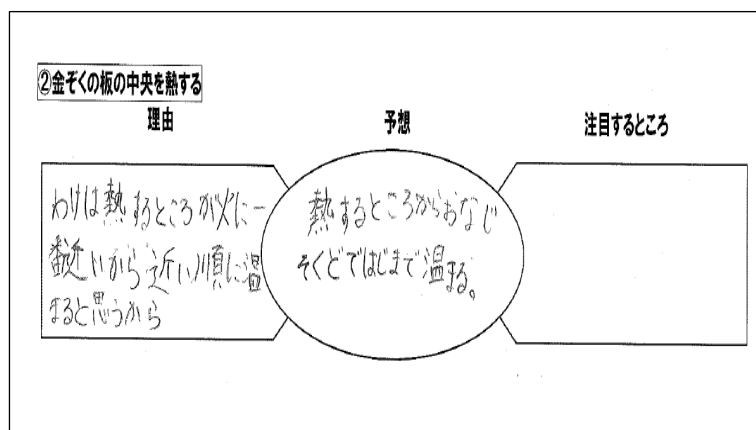 ②金ぞくの板の中央を熱する
理由
予想
注目するところ
わけは熱するところが火に一
番近いから近い順に温
まると思うから
熱するところからおなじ
そくどではじまで温まる。